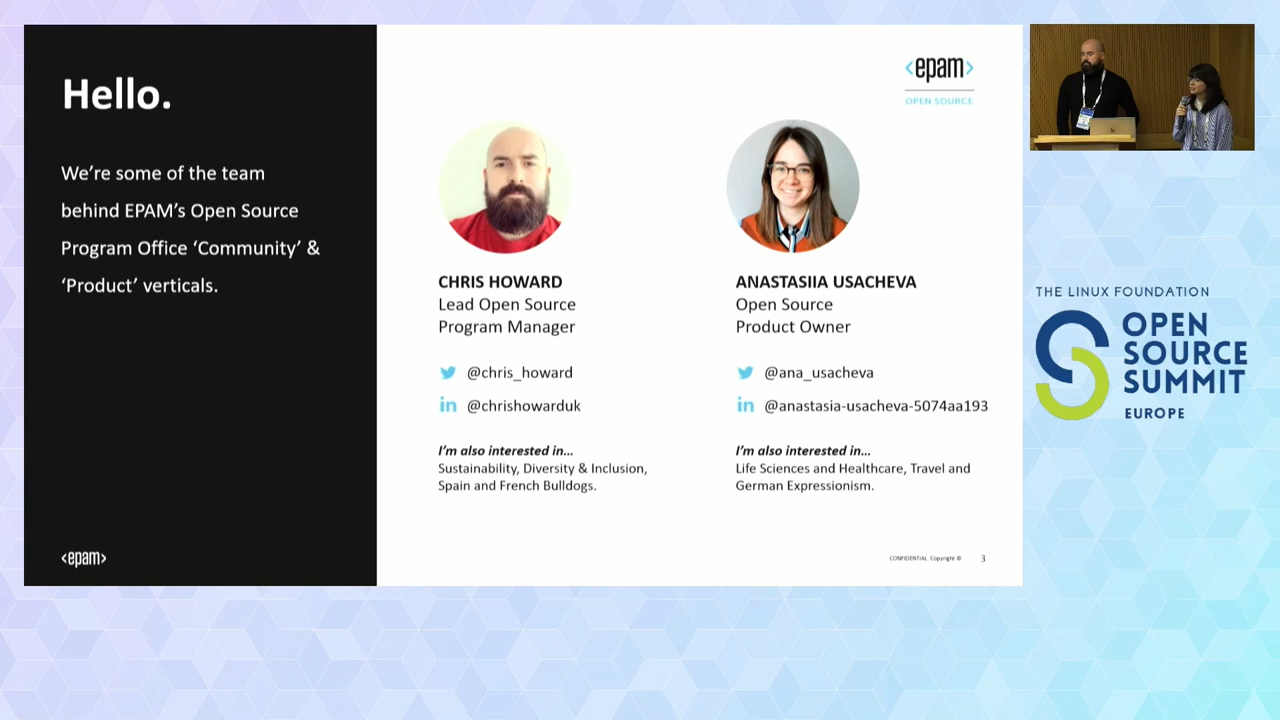 Hello.
We're some of the team
behind EPAM's Open Source
Program Office 'Community' &
'Product' verticals.
<epam>
<epam>
OPEN SOURCE
CHRIS HOWARD
Lead Open Source
Program Manager
@chris_howard
in @chrishowarduk
I'm also interested in...
Sustainability, Diversity & Inclusion,
Spain and French Bulldogs.
ANASTASIIA USACHEVA
Open Source
Product Owner
@ana_usacheva
in @anastasia-usacheva-5074aa193
I'm also interested in...
Life Sciences and Healthcare, Travel and
German Expressionism.
CONFIDENTIAL Copyright © 3
THE LINUX FOUNDATION
OPEN
SOURCE
SUMMIT
EUROPE